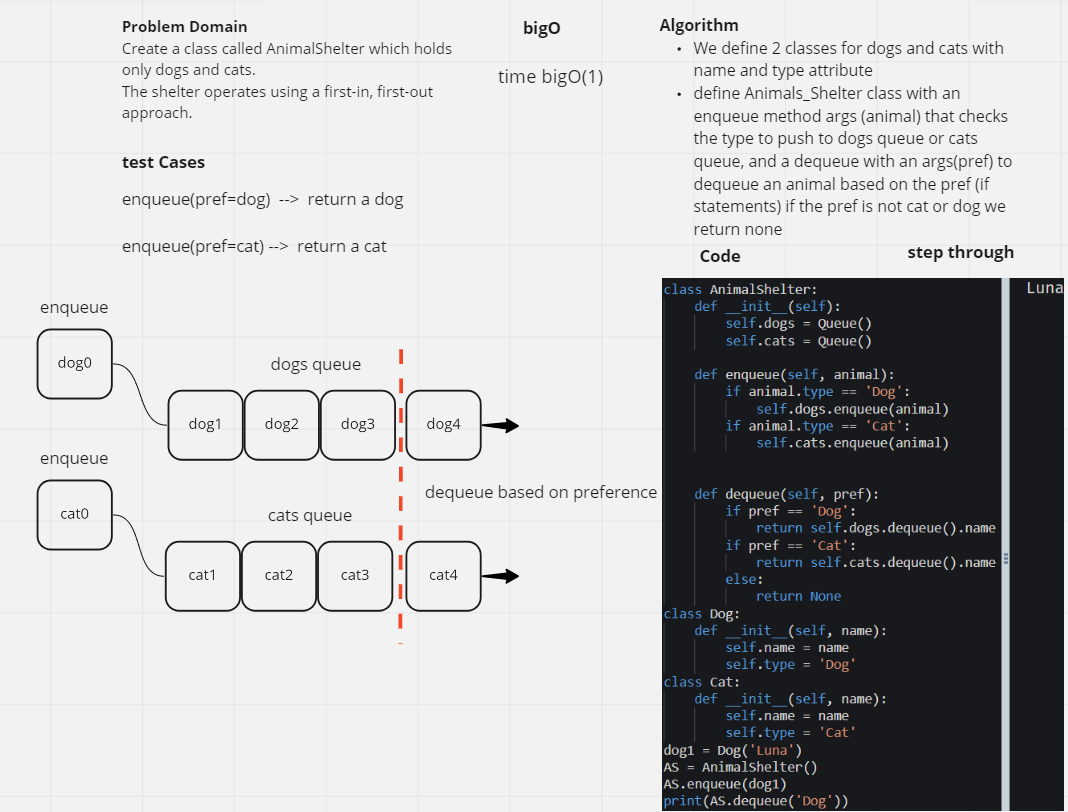 Problem Domain
Create a class called AnimalShelter which holds
only dogs and cats.
The shelter operates using a first-in, first-out
approach.
test Cases
enqueue(pref=dog) --> return a dog
enqueue(pref=cat) --> return a cat
bigO
time bigO(1)
Algorithm
• We define 2 classes for dogs and cats with
name and type attribute
• define Animals_Shelter class with an
enqueue method args (animal) that checks
the type to push to dogs queue or cats
queue, and a dequeue with an args(pref) to
dequeue an animal based on the pref (if
statements) if the pref is not cat or dog we
return none
enqueue
dog0
dogs queue
dog1 dog2 dog3 dog4
enqueue
cat0
dequeue based on preference
cats queue
cat1 cat2 cat3 cat4
Code
class AnimalShelter:
    def __init__(self):
        self.dogs = Queue()
        self.cats = Queue()
    def enqueue(self, animal):
        if animal.type == 'Dog':
            self.dogs.enqueue(animal)
        if animal.type == 'Cat':
            self.cats.enqueue(animal)
    def dequeue(self, pref):
        if pref == 'Dog':
            return self.dogs.dequeue().name
        if pref == 'Cat':
            return self.cats.dequeue().name
        else:
            return None
class Dog:
    def __init__(self, name):
        self.name = name
        self.type = 'Dog'
class Cat:
    def __init__(self, name):
        self.name = name
        self.type = 'Cat'
dog1 = Dog('Luna')
AS = AnimalShelter()
AS.enqueue(dog1)
print(AS.dequeue('Dog'))
step through
Luna